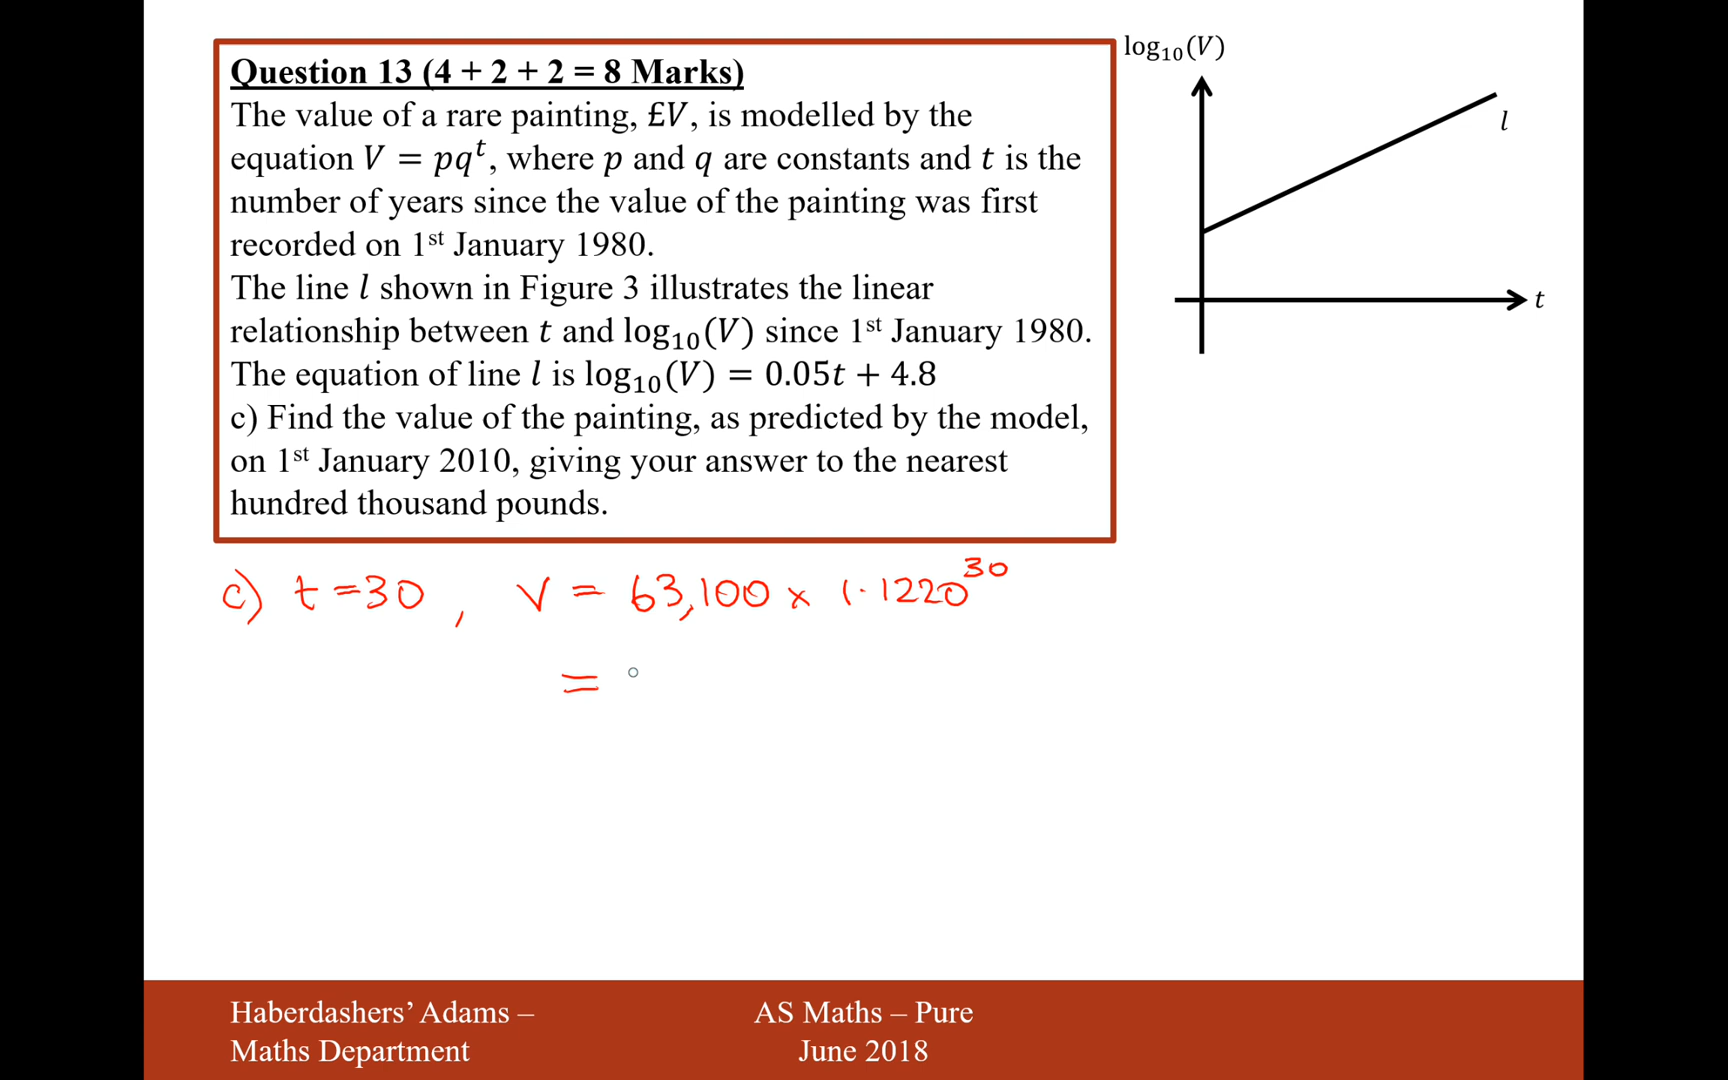 log₁₀(V)
Question 13 (4 + 2 + 2 = 8 Marks)
The value of a rare painting, £V, is modelled by the
equation V = pqᵗ, where p and q are constants and t is the
number of years since the value of the painting was first
recorded on 1ˢᵗ January 1980.
The line l shown in Figure 3 illustrates the linear
relationship between t and log₁₀(V) since 1ˢᵗ January 1980.
The equation of line l is log₁₀(V) = 0.05t + 4.8
c) Find the value of the painting, as predicted by the model,
on 1ˢᵗ January 2010, giving your answer to the nearest
hundred thousand pounds.
l
t
c) t = 30 , V = 63,100 × 1.1220³⁰
=
Haberdashers’ Adams –
Maths Department
AS Maths – Pure
June 2018